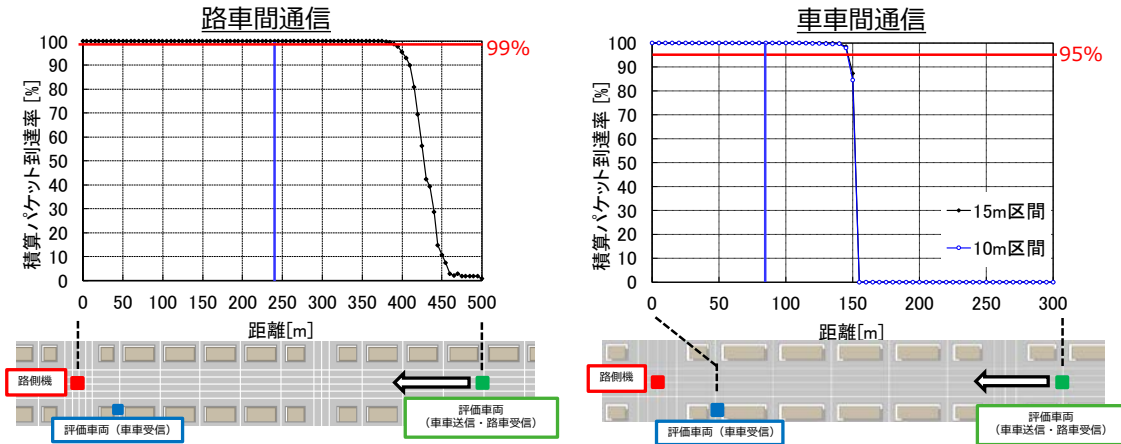 路車間通信
積算パケット到達率 [%]
100
90
80
70
60
50
40
30
20
10
0
99%
0 50 100 150 200 250 300 350 400 450 500
距離[m]
路側機
評価車両（車車受信）
評価車両
（車車送信・路車受信）
車車間通信
積算パケット到達率 [%]
100
90
80
70
60
50
40
30
20
10
0
95%
15m区間
10m区間
0 50 100 150 200 250 300
距離[m]
路側機
評価車両（車車受信）
評価車両
（車車送信・路車受信）